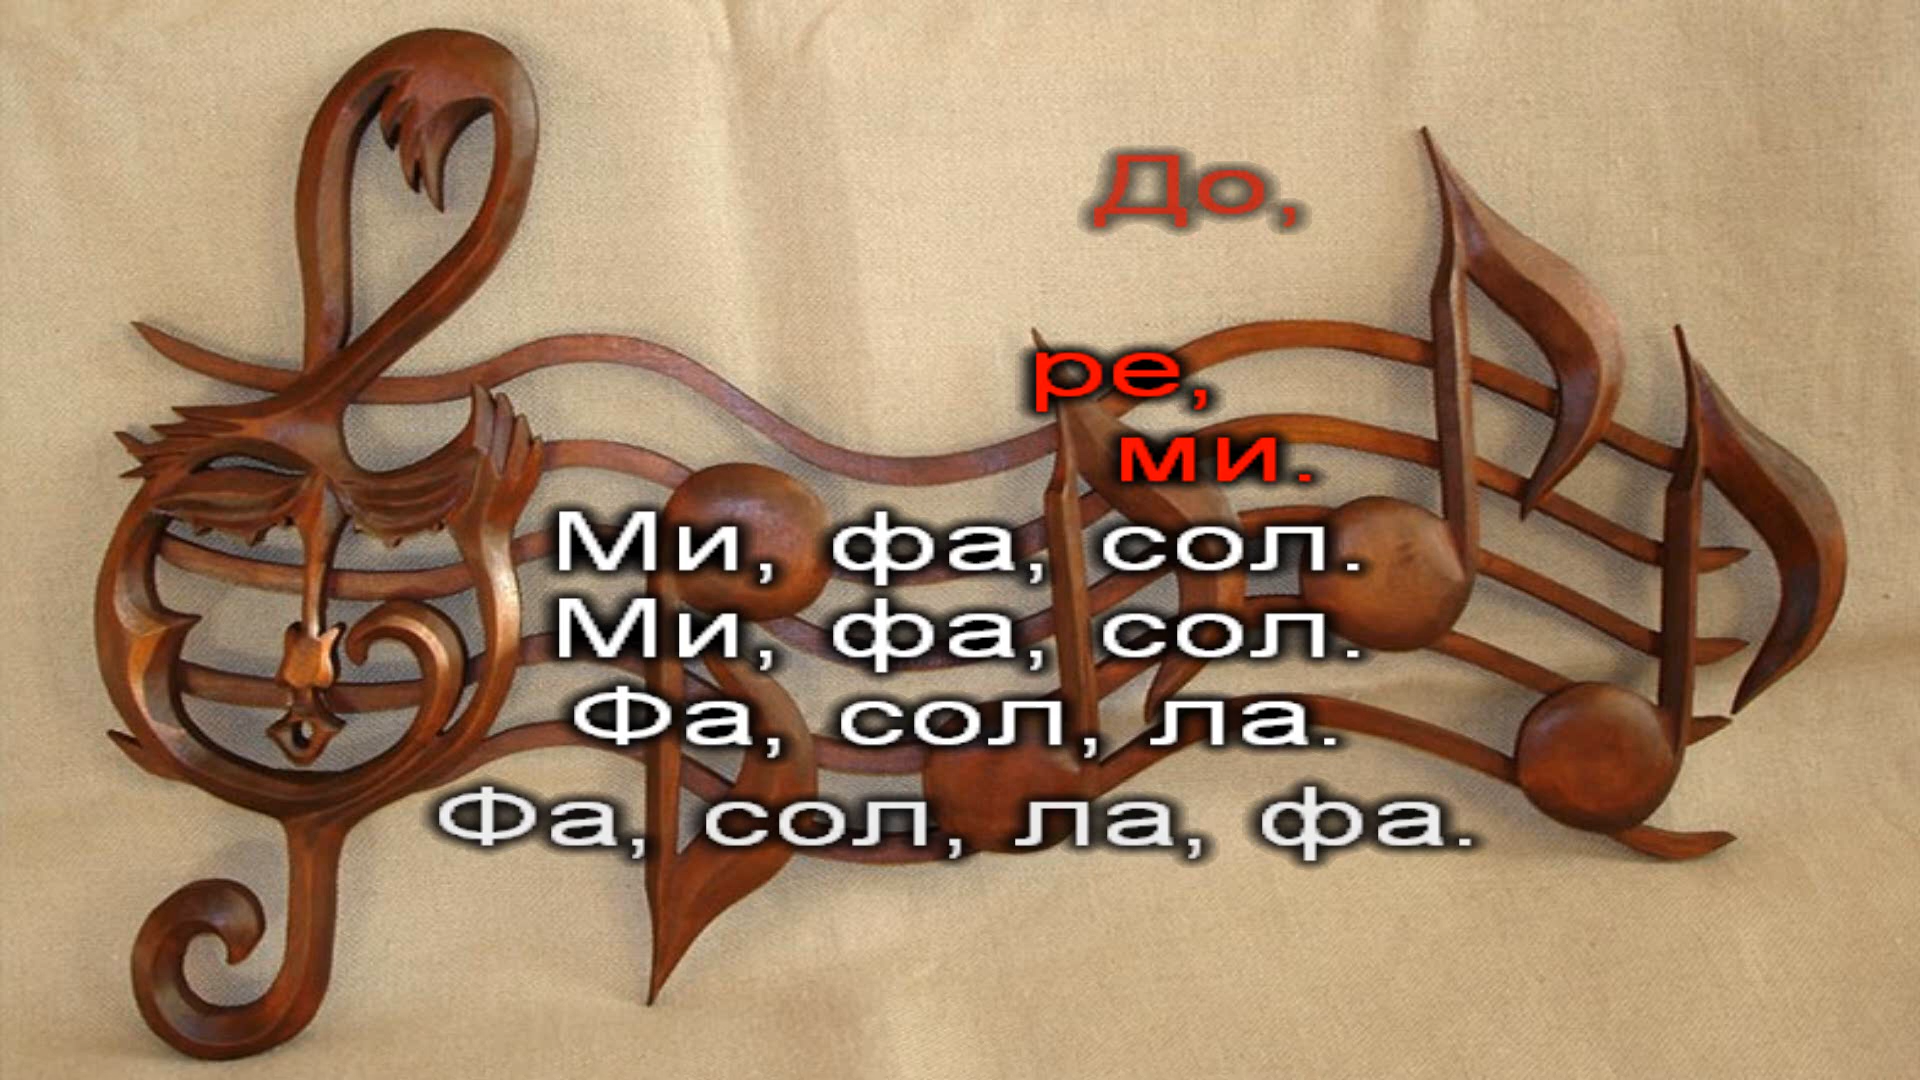 До,
ре,
ми.
Ми, фа, сол.
Ми, фа, сол.
Фа, сол, ла.
Фа, сол, ла, фа.